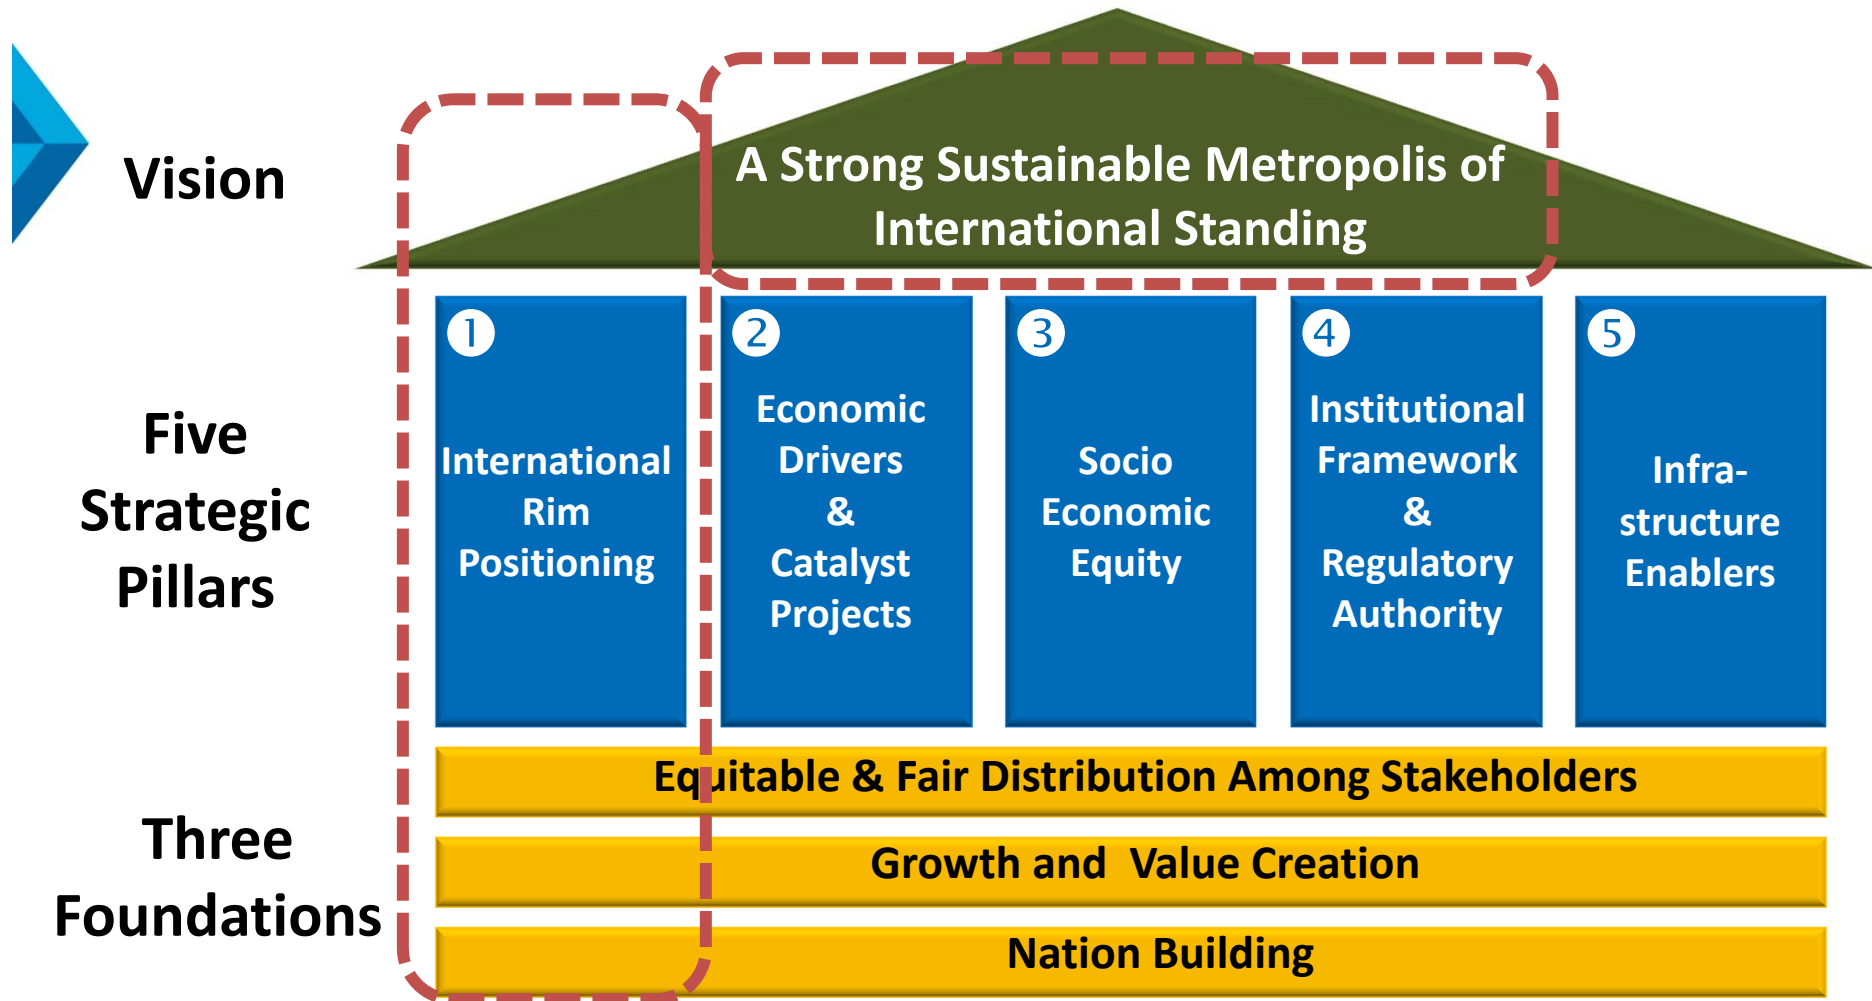 Vision
A Strong Sustainable Metropolis of
International Standing
Five
Strategic
Pillars
1
International
Rim
Positioning
2
Economic
Drivers
&
Catalyst
Projects
3
Socio
Economic
Equity
4
Institutional
Framework
&
Regulatory
Authority
5
Infra-
structure
Enablers
Three
Foundations
Equitable & Fair Distribution Among Stakeholders
Growth and Value Creation
Nation Building